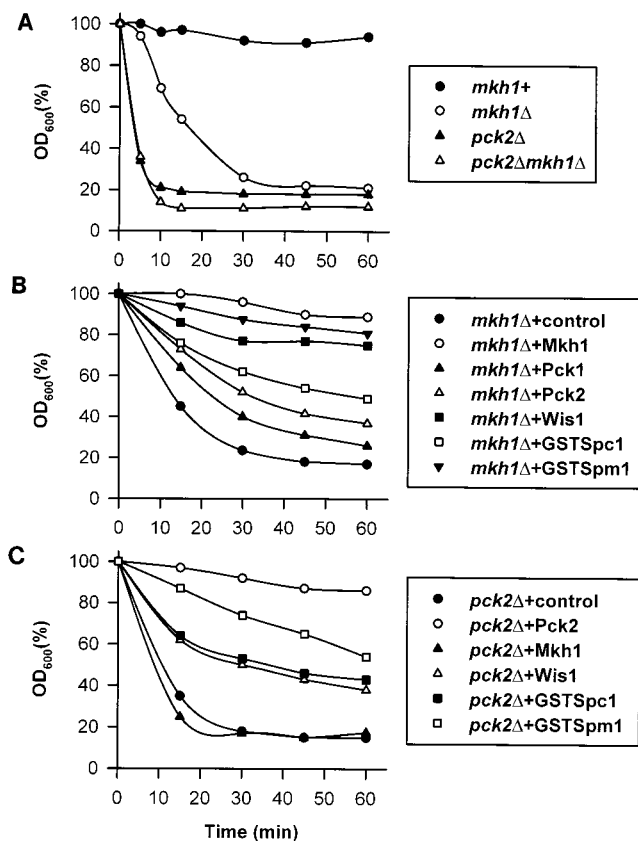 A
OD600(%)
100
80
60
40
20
0
0 10 20 30 40 50 60
mkh1+
mkh1Δ
pck2Δ
pck2Δmkh1Δ
B
OD600(%)
100
80
60
40
20
0
0 10 20 30 40 50 60
mkh1Δ+control
mkh1Δ+Mkh1
mkh1Δ+Pck1
mkh1Δ+Pck2
mkh1Δ+Wis1
mkh1Δ+GSTSpc1
mkh1Δ+GSTSpm1
C
OD600(%)
100
80
60
40
20
0
0 10 20 30 40 50 60
Time (min)
pck2Δ+control
pck2Δ+Pck2
pck2Δ+Mkh1
pck2Δ+Wis1
pck2Δ+GSTSpc1
pck2Δ+GSTSpm1